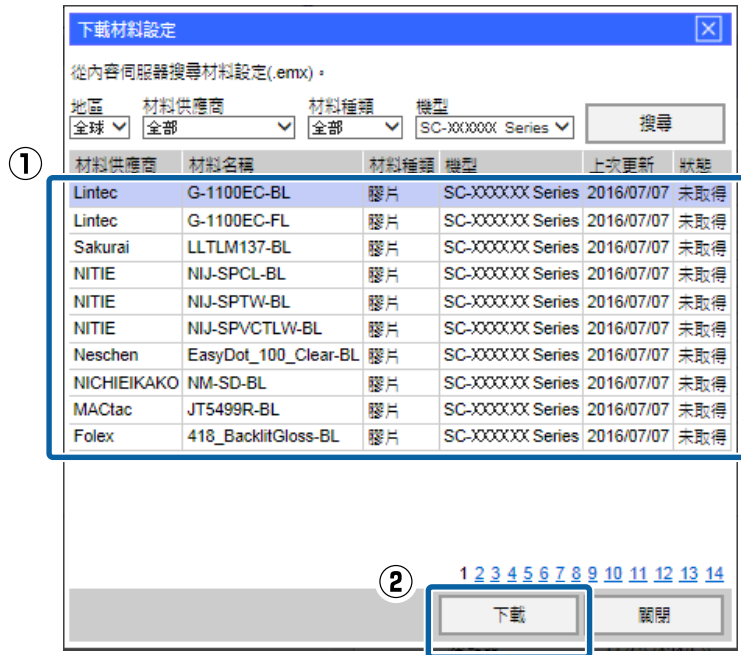 下載材料設定
從內容伺服器搜尋材料設定(.emx)。
地區 材料供應商 材料種類 機型
全球 全部 全部 SC-XXXXXX Series 搜尋
①
材料供應商 材料名稱 材料種類 機型 上次更新 狀態
Lintec G-1100EC-BL 膠片 SC-XXXXXX Series 2016/07/07 未取得
Lintec G-1100EC-FL 膠片 SC-XXXXXX Series 2016/07/07 未取得
Sakurai LLTLM137-BL 膠片 SC-XXXXXX Series 2016/07/07 未取得
NITIE NIJ-SPCL-BL 膠片 SC-XXXXXX Series 2016/07/07 未取得
NITIE NIJ-SPTW-BL 膠片 SC-XXXXXX Series 2016/07/07 未取得
NITIE NIJ-SPVCTLW-BL 膠片 SC-XXXXXX Series 2016/07/07 未取得
Neschen EasyDot_100_Clear-BL 膠片 SC-XXXXXX Series 2016/07/07 未取得
NICHIEIKAKO NM-SD-BL 膠片 SC-XXXXXX Series 2016/07/07 未取得
MACtac JT5499R-BL 膠片 SC-XXXXXX Series 2016/07/07 未取得
Folex 418_BacklitGloss-BL 膠片 SC-XXXXXX Series 2016/07/07 未取得
1 2 3 4 5 6 7 8 9 10 11 12 13 14
②
下載 關閉